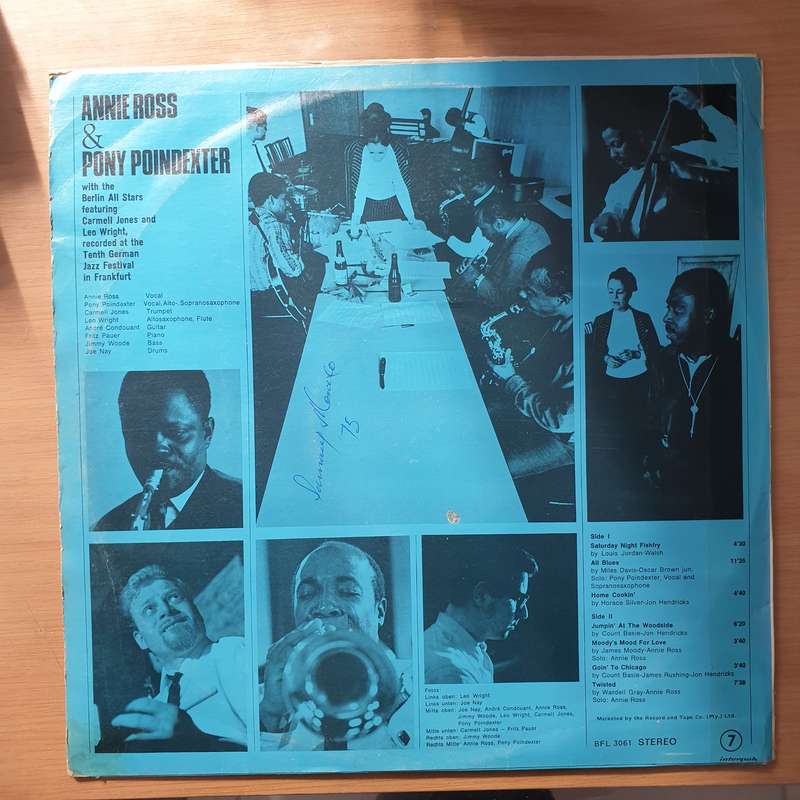 ANNIE ROSS
&
PONY POINDEXTER
with the
Berlin All Stars
featuring
Carmell Jones and
Leo Wright,
recorded at the
Tenth German
Jazz Festival
in Frankfurt
Annie Ross Vocal
Pony Poindexter Vocal, Alto-, Sopranosaxophone
Carmell Jones Trumpet
Leo Wright Altosaxophone, Flute
André Condouant Guitar
Fritz Pauer Piano
Jimmy Woode Bass
Joe Nay Drums
75
Side I
Saturday Night Fishfry 4'30
by Louis Jordan-Walsh
All Blues 11'35
by Miles Davis-Oscar Brown jun.
Solo: Pony Poindexter, Vocal and
Sopranosaxophone
Home Cookin' 4'40
by Horace Silver-Jon Hendricks
Side II
Jumpin' At The Woodside 6'20
by Count Basie-Jon Hendricks
Moody's Mood For Love 3'40
by James Moody-Annie Ross
Solo: Annie Ross
Goin' To Chicago 3'40
by Count Basie-James Rushing-Jon Hendricks
Twisted 7'38
by Wardell Gray-Annie Ross
Solo: Annie Ross
Fotos:
Links oben: Leo Wright
Links unten: Joe Nay
Mitte oben: Joe Nay, André Condouant, Annie Ross,
Jimmy Woode, Leo Wright, Carmell Jones,
Pony Poindexter
Mitte unten: Carmell Jones – Fritz Pauer
Rechts oben: Jimmy Woode
Rechts Mitte: Annie Ross, Pony Poindexter
Marketed by the Record and Tape Co. (Pty.) Ltd.
BFL 3061 STEREO
7